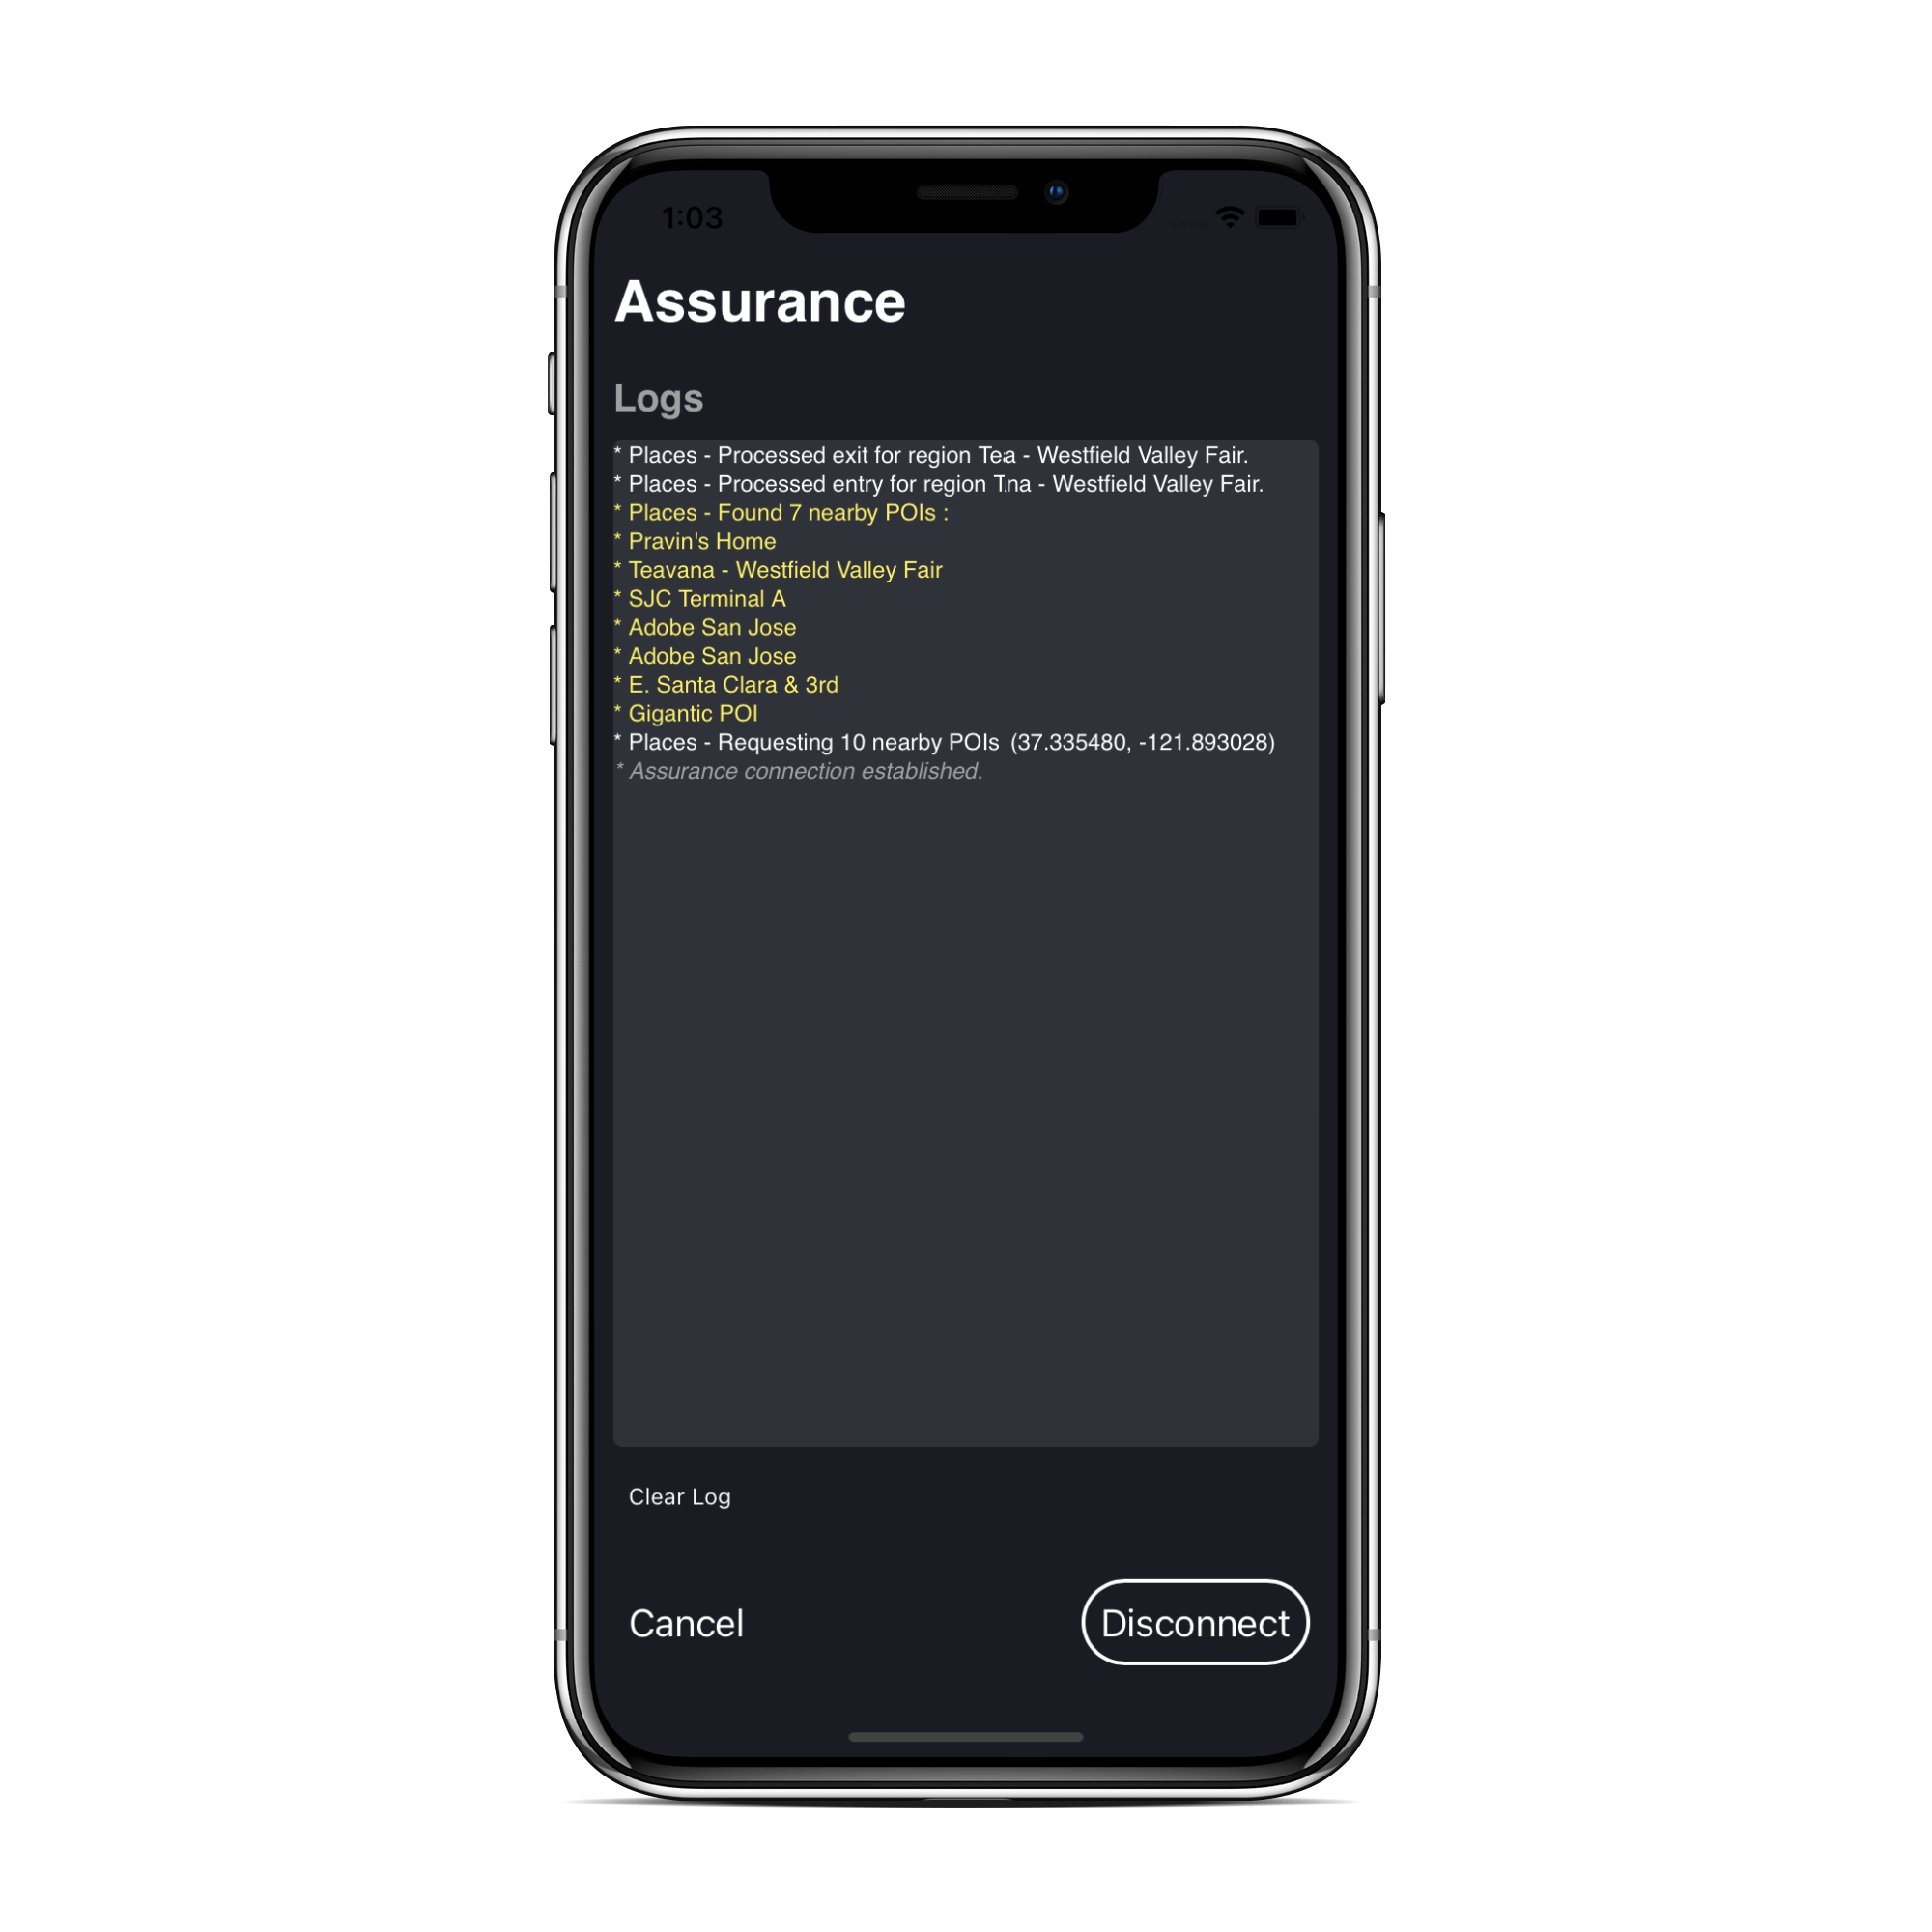 1:03
Assurance
Logs
* Places - Processed exit for region Tea - Westfield Valley Fair.
* Places - Processed entry for region T.na - Westfield Valley Fair.
* Places - Found 7 nearby POIs :
* Pravin's Home
* Teavana - Westfield Valley Fair
* SJC Terminal A
* Adobe San Jose
* Adobe San Jose
* E. Santa Clara & 3rd
* Gigantic POI
* Places - Requesting 10 nearby POIs (37.335480, -121.893028)
* Assurance connection established.
Clear Log
Cancel
Disconnect